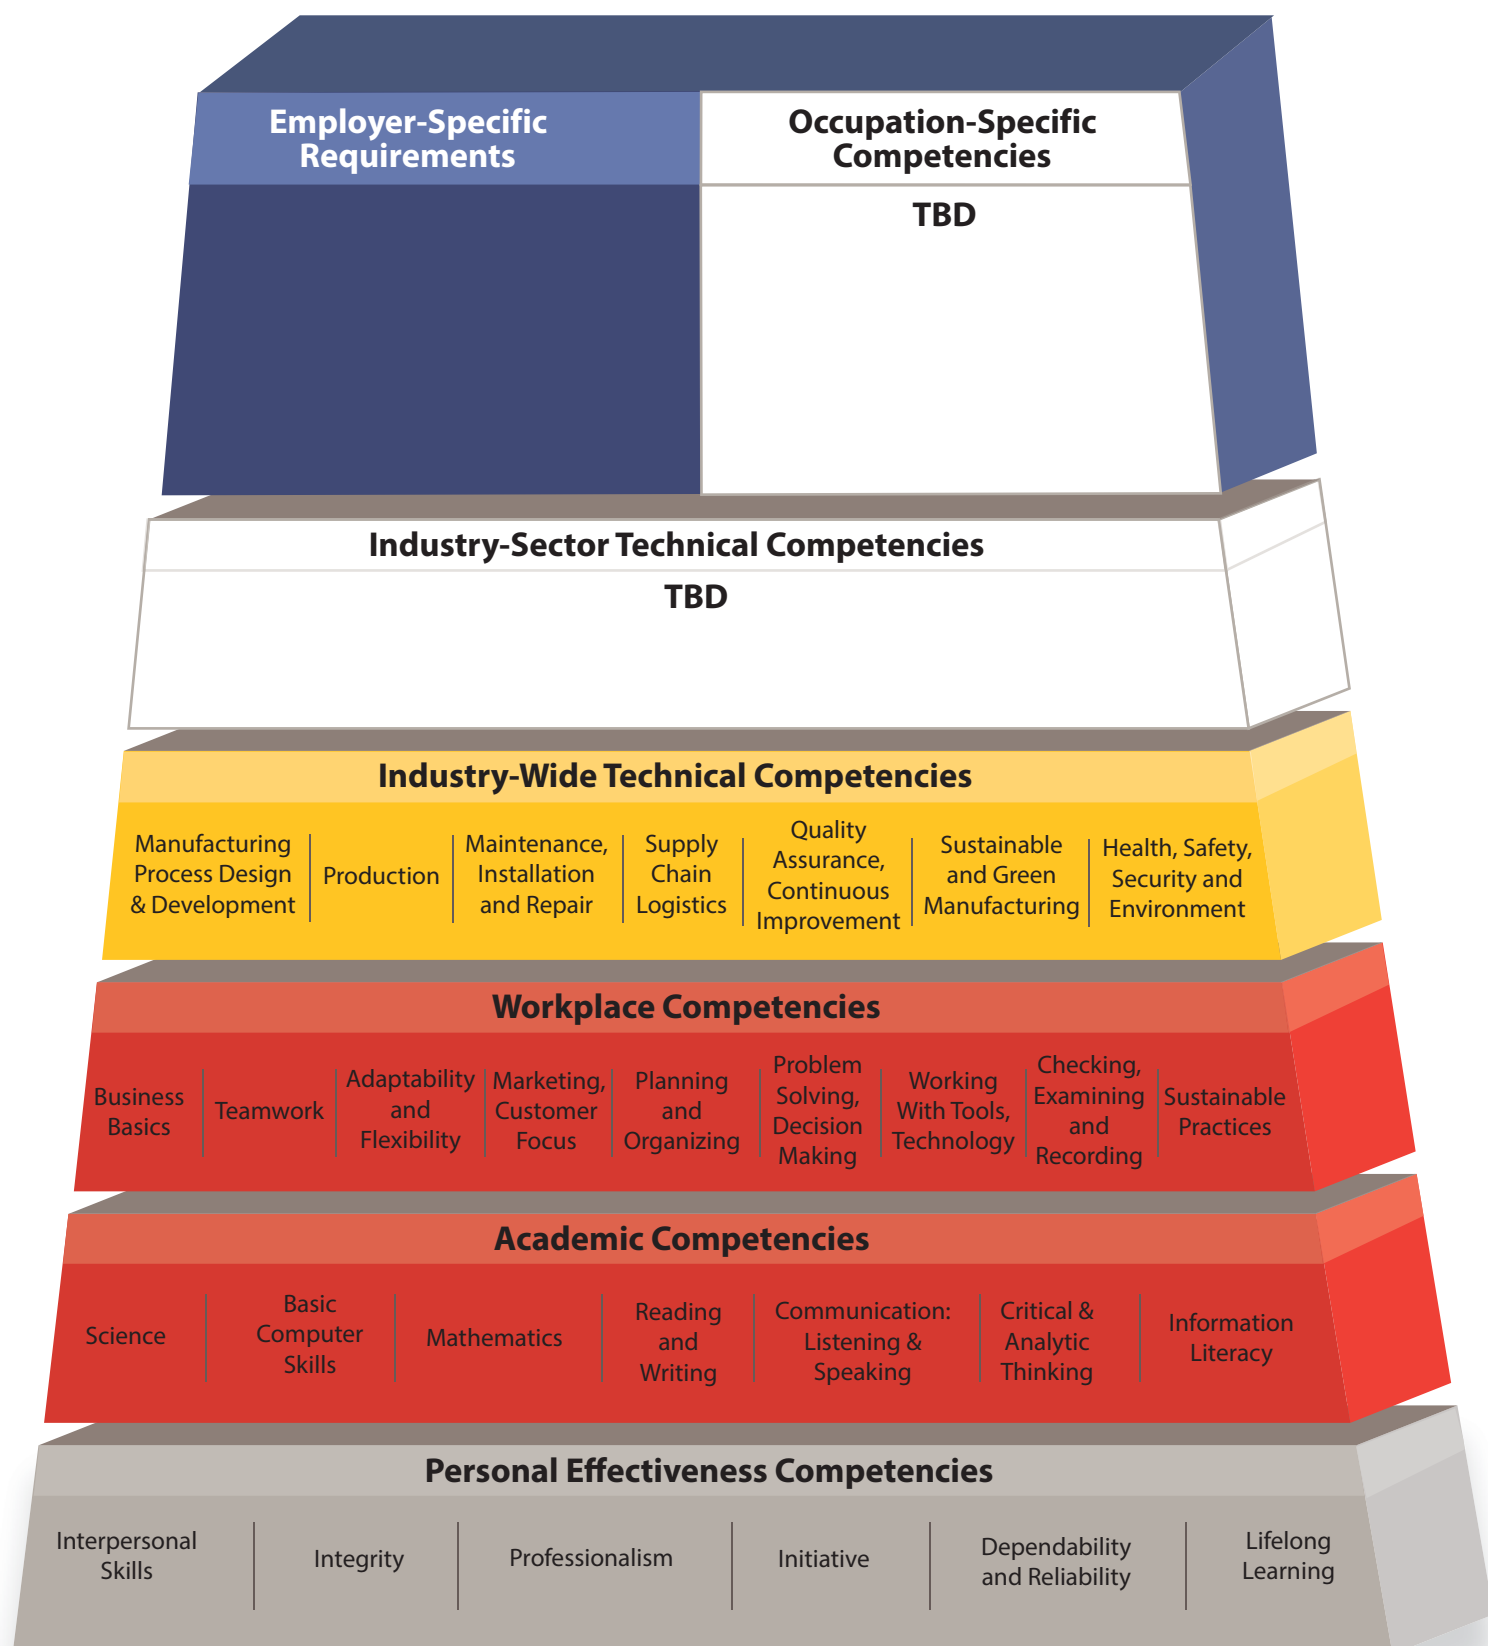 Employer-Specific
Requirements
Occupation-Specific
Competencies
TBD
Industry-Sector Technical Competencies
TBD
Industry-Wide Technical Competencies
Manufacturing
Process Design
& Development
Production
Maintenance,
Installation
and Repair
Supply
Chain
Logistics
Quality
Assurance,
Continuous
Improvement
Sustainable
and Green
Manufacturing
Health, Safety,
Security and
Environment
Workplace Competencies
Business
Basics
Teamwork
Adaptability
and
Flexibility
Marketing,
Customer
Focus
Planning
and
Organizing
Problem
Solving,
Decision
Making
Working
With Tools,
Technology
Checking,
Examining
and
Recording
Sustainable
Practices
Academic Competencies
Science
Basic
Computer
Skills
Mathematics
Reading
and
Writing
Communication:
Listening &
Speaking
Critical &
Analytic
Thinking
Information
Literacy
Personal Effectiveness Competencies
Interpersonal
Skills
Integrity
Professionalism
Initiative
Dependability
and Reliability
Lifelong
Learning